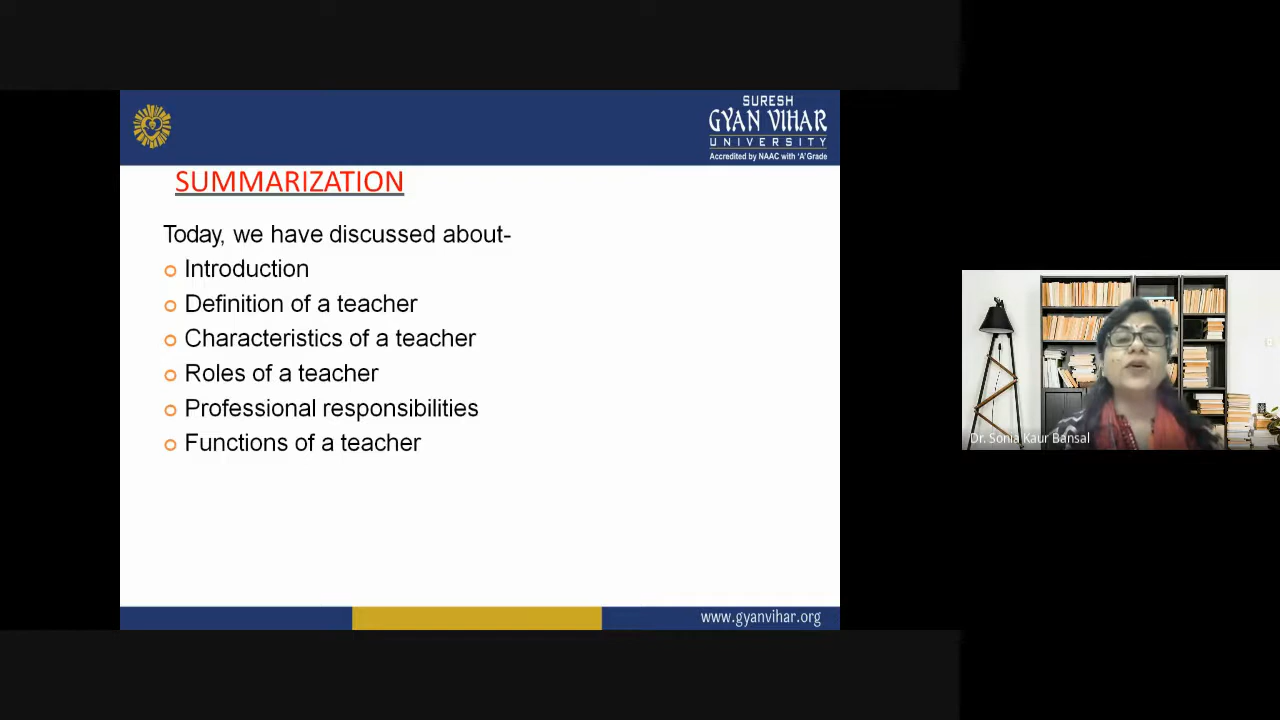 SURESH
GYAN VIHAR
UNIVERSITY
Accredited by NAAC with 'A' Grade
SUMMARIZATION
Today, we have discussed about-
Introduction
Definition of a teacher
Characteristics of a teacher
Roles of a teacher
Professional responsibilities
Functions of a teacher
Dr. Sonia Kaur Bansal
www.gyanvihar.org